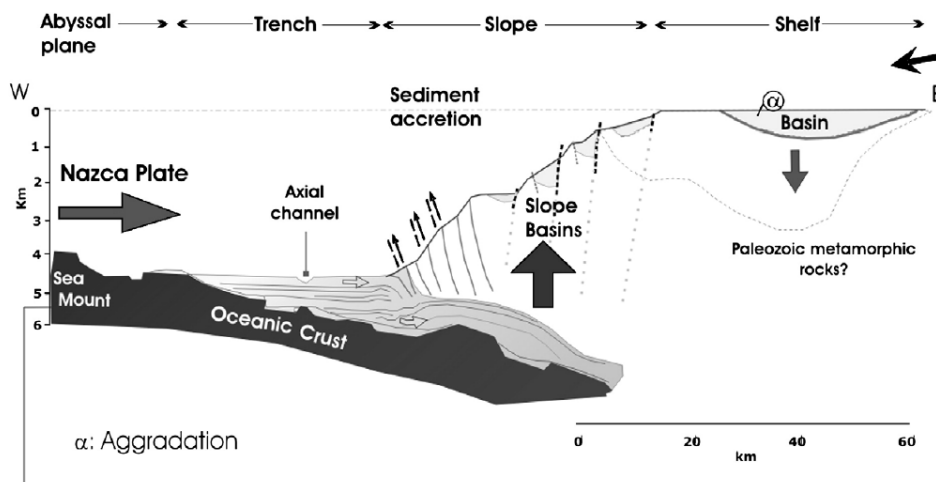 Abyssal
plane
Trench
Slope
Shelf
W
E
Sediment
accretion
α
Basin
0
1
2
3
4
5
6
Km
Nazca Plate
Axial
channel
Slope
Basins
Paleozoic metamorphic
rocks?
Sea
Mount
Oceanic Crust
α: Aggradation
0
20
40
60
km